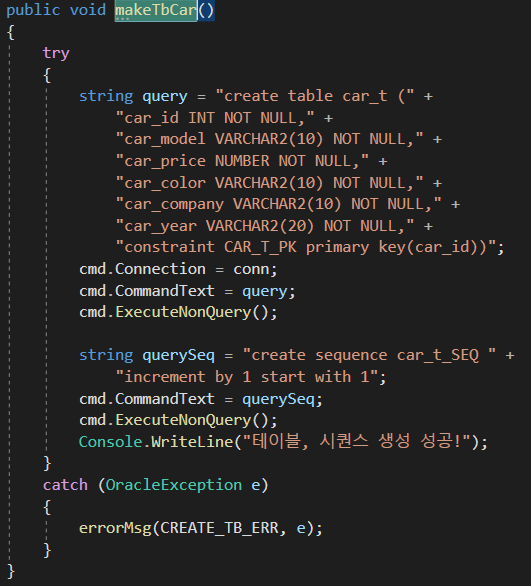 public void makeTbCar()
{
try
{
string query = "create table car_t (" +
"car_id INT NOT NULL," +
"car_model VARCHAR2(10) NOT NULL," +
"car_price NUMBER NOT NULL," +
"car_color VARCHAR2(10) NOT NULL," +
"car_company VARCHAR2(10) NOT NULL," +
"car_year VARCHAR2(20) NOT NULL," +
"constraint CAR_T_PK primary key(car_id))";
cmd.Connection = conn;
cmd.CommandText = query;
cmd.ExecuteNonQuery();
string querySeq = "create sequence car_t_SEQ " +
"increment by 1 start with 1";
cmd.CommandText = querySeq;
cmd.ExecuteNonQuery();
Console.WriteLine("테이블, 시퀀스 생성 성공!");
}
catch (OracleException e)
{
errorMsg(CREATE_TB_ERR, e);
}
}